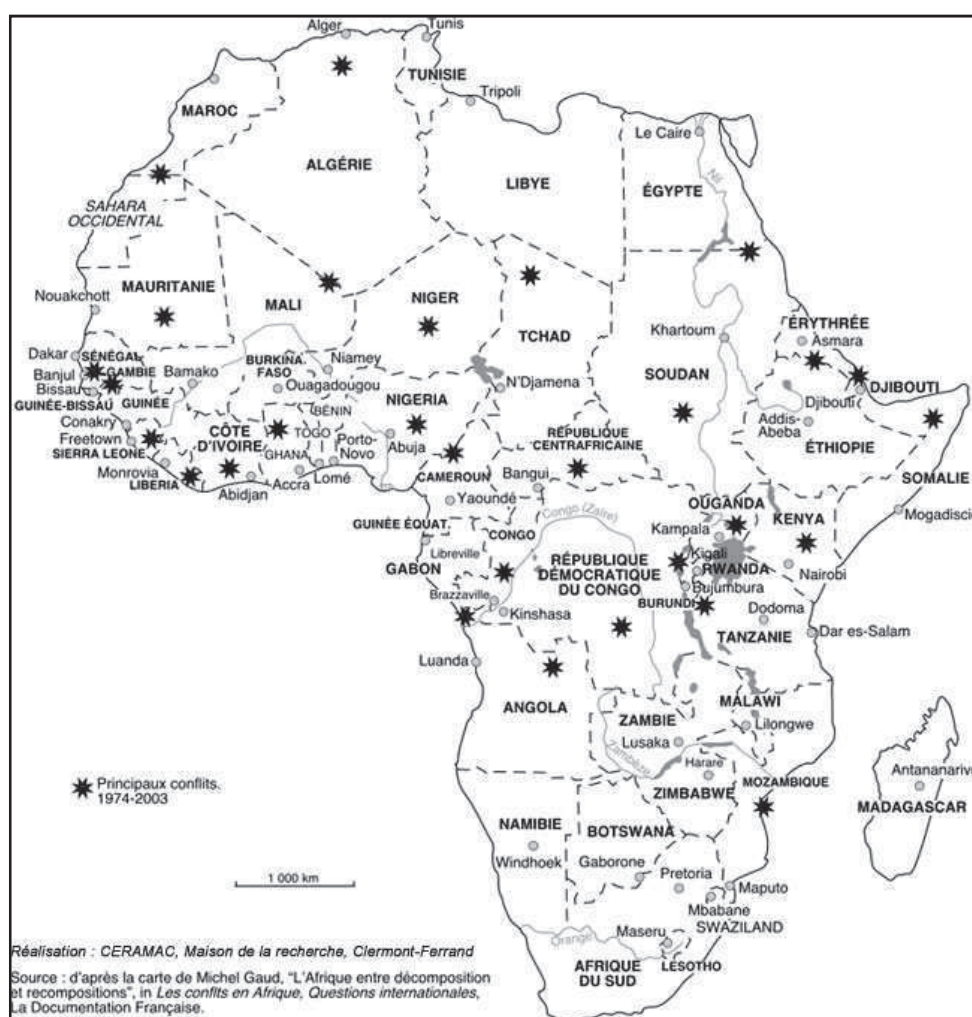 Alger
Tunis
TUNISIE
MAROC
Tripoli
Le Caire
ALGÉRIE
LIBYE
Nil
ÉGYPTE
SAHARA
OCCIDENTAL
MAURITANIE
Nouakchott
MALI
NIGER
TCHAD
Khartoum
ÉRYTHRÉE
Asmara
Dakar
SÉNÉGAL
Banjul
GAMBIE
Bissau
Bamako
BURKINA
FASO
Niamey
Ouagadougou
N'Djamena
SOUDAN
DJIBOUTI
Djibouti
GUINÉE-BISSAU
GUINÉE
BÉNIN
NIGERIA
Addis-
Abeba
ÉTHIOPIE
Conakry
Freetown
SIERRA LEONE
CÔTE
D'IVOIRE
TOGO
GHANA
Porto-
Novo
Abuja
RÉPUBLIQUE
CENTRAFRICAINE
Monrovia
LIBERIA
Abidjan
Accra
Lomé
CAMEROUN
Bangui
SOMALIE
Yaoundé
OUGANDA
KENYA
Mogadiscio
GUINÉE ÉQUAT.
CONGO
Congo (Zaïre)
Kampala
Libreville
GABON
RÉPUBLIQUE
DÉMOCRATIQUE
DU CONGO
Kigali
RWANDA
Nairobi
Bujumbura
Brazzaville
Kinshasa
BURUNDI
Dodoma
TANZANIE
Dar es-Salam
Luanda
ANGOLA
ZAMBIE
MALAWI
Lilongwe
Lusaka
Zambèze
Harare
ZIMBABWE
MOZAMBIQUE
Antananarivo
MADAGASCAR
Principaux conflits.
1974-2003
NAMIBIE
BOTSWANA
Windhoek
Gaborone
Pretoria
Maputo
1 000 km
Mbabane
SWAZILAND
Maseru
Orange
LESOTHO
AFRIQUE
DU SUD
Réalisation : CERAMAC, Maison de la recherche, Clermont-Ferrand
Source : d'après la carte de Michel Gaud, "L'Afrique entre décomposition
et recompositions", in Les conflts en Afrique, Questions internationales,
La Documentation Française.